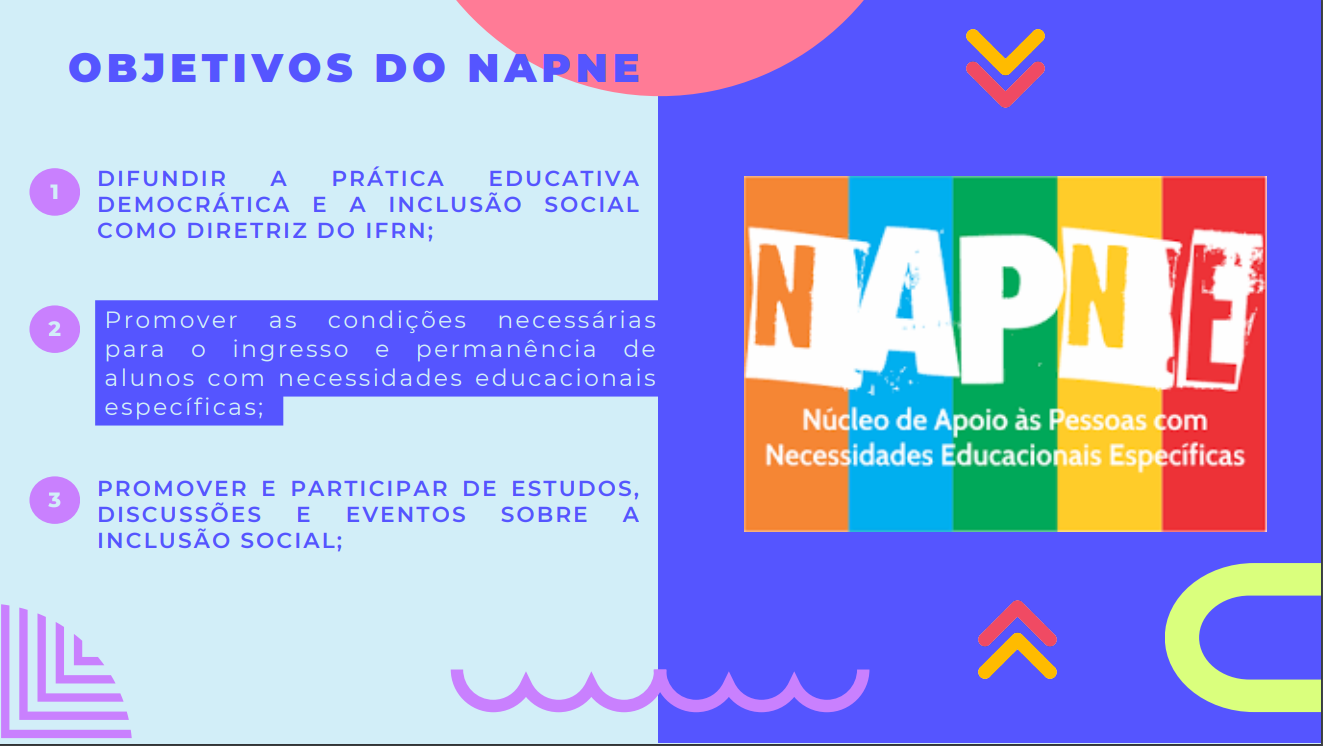 OBJETIVOS DO NAPNE
1
DIFUNDIR A PRÁTICA EDUCATIVA
DEMOCRÁTICA E A INCLUSÃO SOCIAL
COMO DIRETRIZ DO IFRN;
2
Promover as condições necessárias
para o ingresso e permanência de
alunos com necessidades educacionais
específicas;
3
PROMOVER E PARTICIPAR DE ESTUDOS,
DISCUSSÕES E EVENTOS SOBRE A
INCLUSÃO SOCIAL;
NAPNE
Núcleo de Apoio às Pessoas com
Necessidades Educacionais Específicas